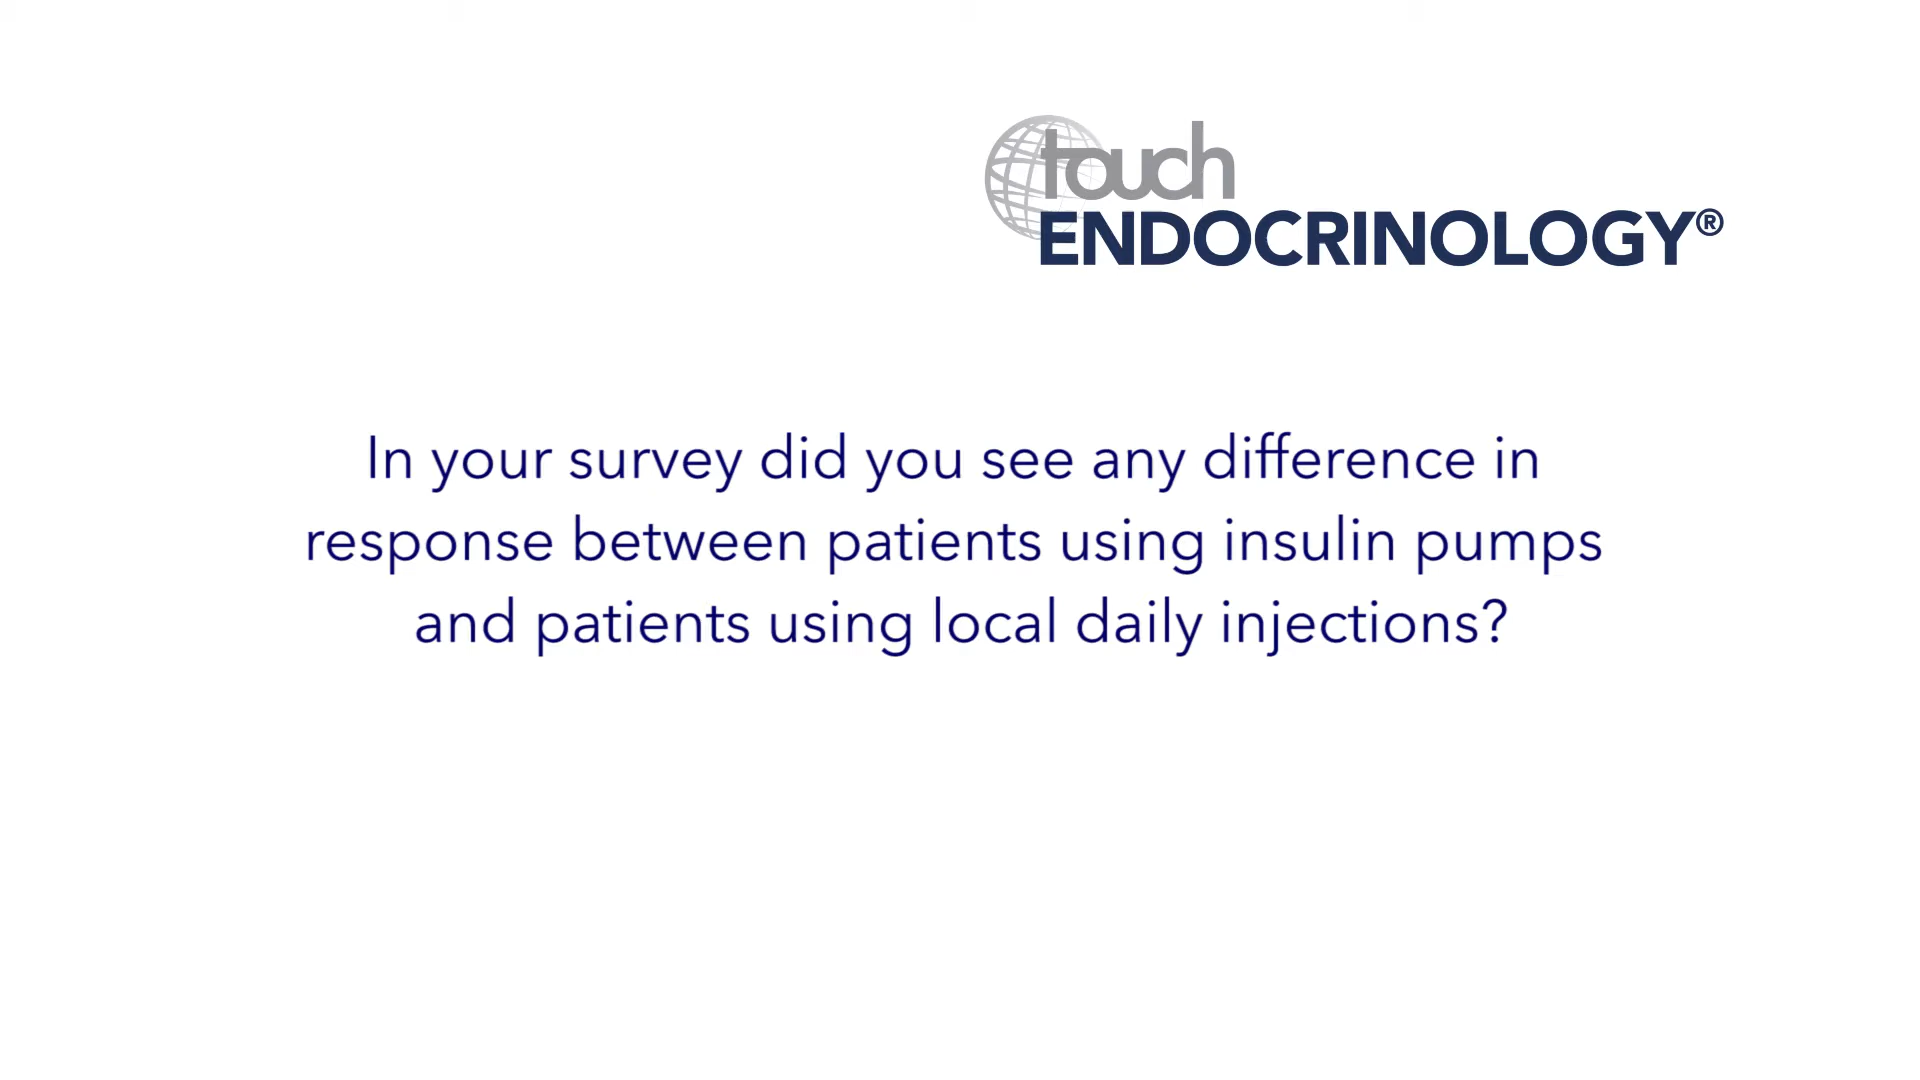 touch
ENDOCRINOLOGY®
In your survey did you see any difference in
response between patients using insulin pumps
and patients using local daily injections?